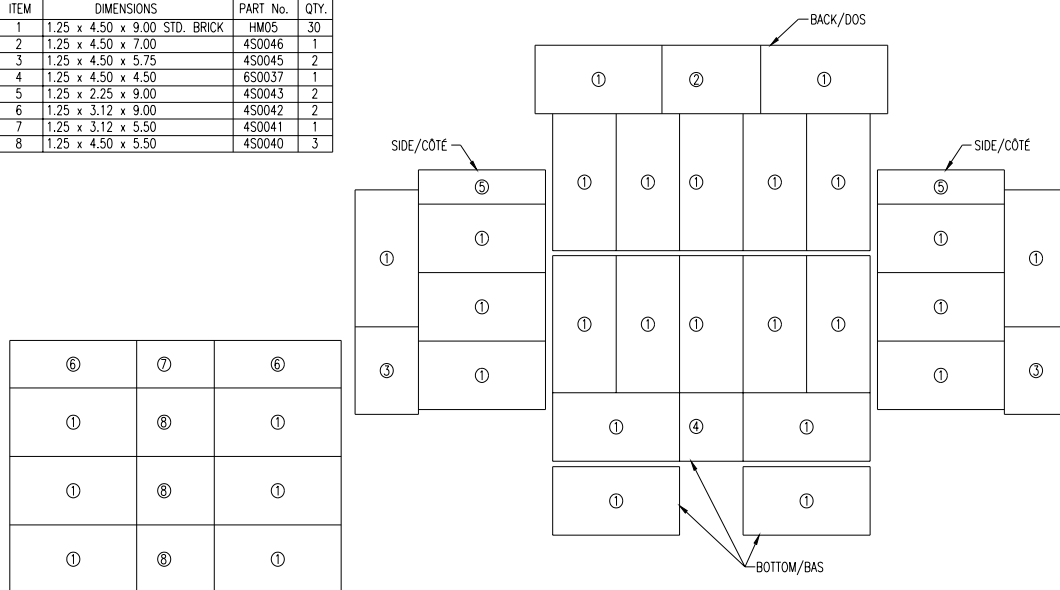 ITEM DIMENSIONS PART No. QTY.
1 1.25 x 4.50 x 9.00 STD. BRICK HM05 30
2 1.25 x 4.50 x 7.00 4S0046 1
3 1.25 x 4.50 x 5.75 4S0045 2
4 1.25 x 4.50 x 4.50 6S0037 1
5 1.25 x 2.25 x 9.00 4S0043 2
6 1.25 x 3.12 x 9.00 4S0042 2
7 1.25 x 3.12 x 5.50 4S0041 1
8 1.25 x 4.50 x 5.50 4S0040 3
BACK/DOS
1 2 1
SIDE/CÔTÉ
SIDE/CÔTÉ
5
1 1 1 1 1
5
1
1
1
1
1
1
1 1 1 1 1
3
1
1
3
6 7 6
1 4 1
1 8 1
1 8 1
1 1
1 8 1
BOTTOM/BAS